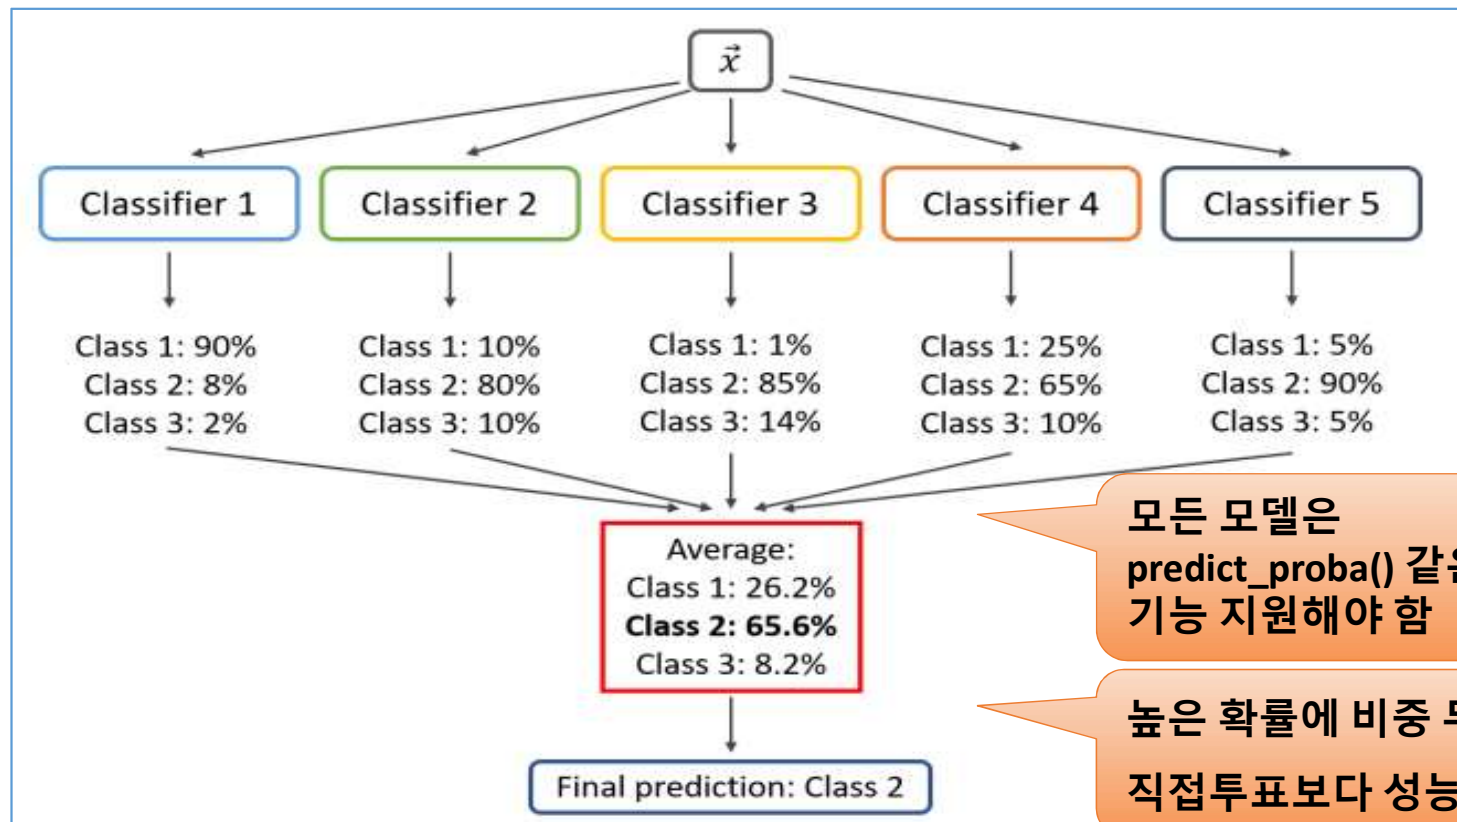 x⃗
Classifier 1
Classifier 2
Classifier 3
Classifier 4
Classifier 5
Class 1: 90%
Class 2: 8%
Class 3: 2%
Class 1: 10%
Class 2: 80%
Class 3: 10%
Class 1: 1%
Class 2: 85%
Class 3: 14%
Class 1: 25%
Class 2: 65%
Class 3: 10%
Class 1: 5%
Class 2: 90%
Class 3: 5%
Average:
Class 1: 26.2%
Class 2: 65.6%
Class 3: 8.2%
Final prediction: Class 2
모든 모델은
predict_proba() 같은
기능 지원해야 함
높은 확률에 비중
직접투표보다 성능